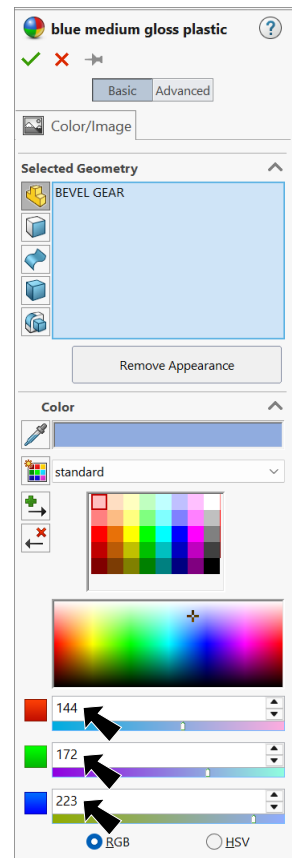 blue medium gloss plastic
?
Basic Advanced
Color/Image
Selected Geometry
BEVEL GEAR
Remove Appearance
Color
standard
144
172
223
RGB HSV